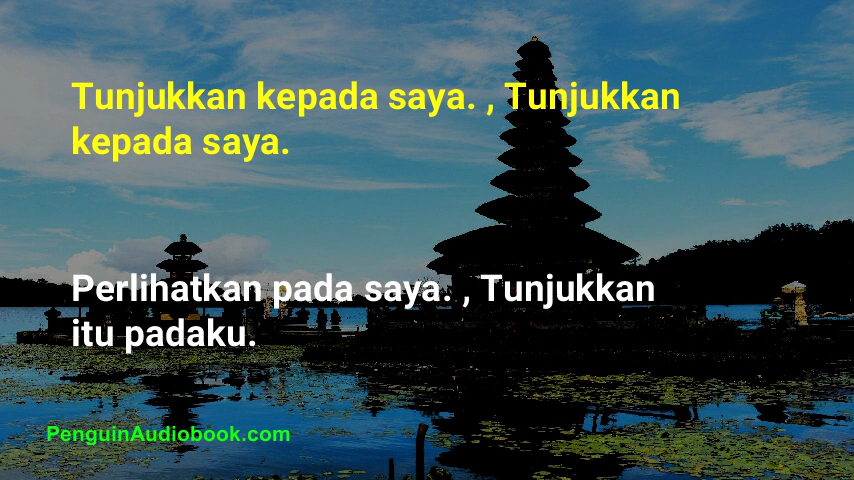 Tunjukkan kepada saya. , Tunjukkan
kepada saya.
Perlihatkan pada saya. , Tunjukkan
itu padaku.
PenguinAudiobook.com